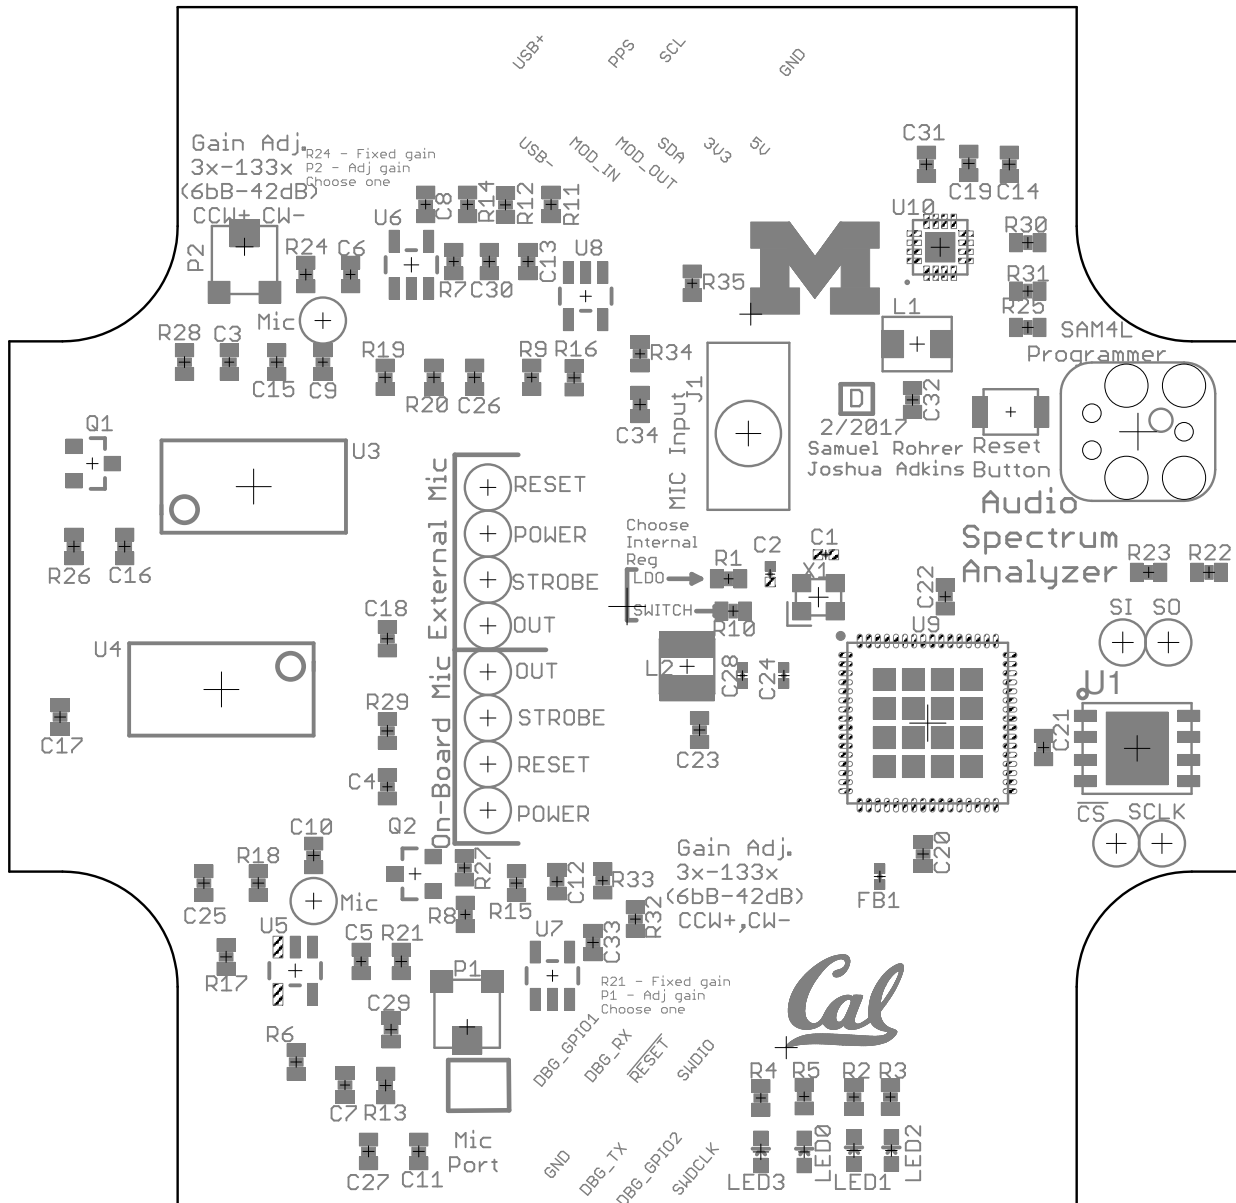 USB+
PPS
SCL
GND
USB-
MOD_IN
MOD_OUT
SDA
3V3
5V
Gain Adj.
3x-133x
(6bB-42dB)
CCW+,CW-
R24 - Fixed gain
P2 - Adj gain
Choose one
C31
C19
C14
U10
R30
R31
R25
P2
R24
C6
U6
C8
R14
R12
R11
R7
C30
C13
U8
R35
M
L1
Mic
R28
C3
C15
C9
R19
R20
C26
R9
R16
R34
C34
J1
MIC Input
C32
D
2/2017
Samuel Rohrer
Joshua Adkins
Reset
Button
SAM4L
Programmer
Audio
Spectrum
Analyzer
Q1
U3
R26
C16
External Mic
RESET
POWER
STROBE
OUT
On-Board Mic
OUT
STROBE
RESET
POWER
Choose
Internal
Reg
LDO
SWITCH
R1
R10
C2
C1
X1
C22
U9
R23
R22
SI
SO
U4
C17
C18
R29
C4
L2
C28
C24
C23
U1
C21
CS
SCLK
C20
FB1
C10
Q2
R27
R18
C25
Mic
R8
R15
C12
R33
R32
C33
Gain Adj.
3x-133x
(6bB-42dB)
CCW+,CW-
U5
R17
C5
R21
P1
U7
R21 - Fixed gain
P1 - Adj gain
Choose one
Cal
C29
R6
C7
R13
C27
C11
Mic
Port
DBG_GPIO1
DBG_RX
RESET
SWDIO
GND
DBG_TX
DBG_GPIO2
SWDCLK
R4
R5
R2
R3
LED3
LED0
LED1
LED2